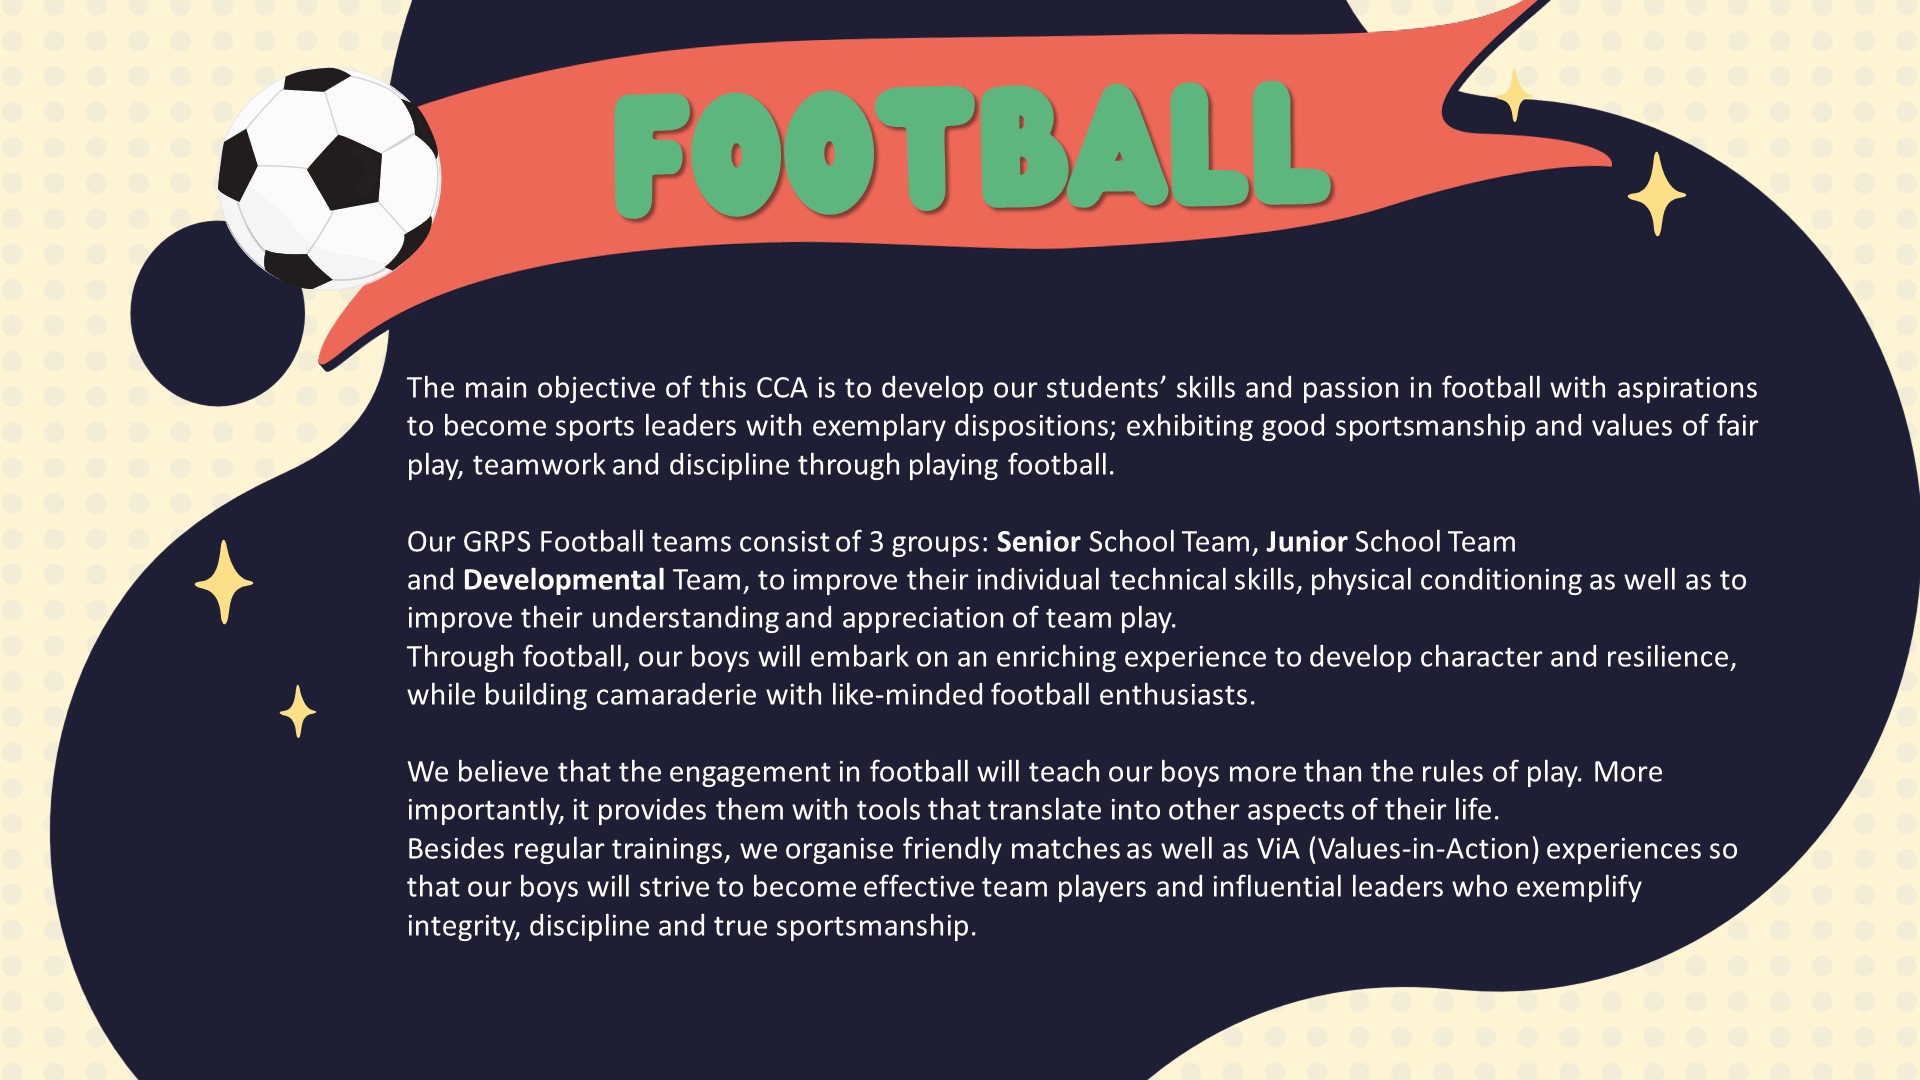 FOOTBALL
The main objective of this CCA is to develop our students’ skills and passion in football with aspirations
to become sports leaders with exemplary dispositions; exhibiting good sportsmanship and values of fair
play, teamwork and discipline through playing football.
Our GRPS Football teams consist of 3 groups: Senior School Team, Junior School Team
and Developmental Team, to improve their individual technical skills, physical conditioning as well as to
improve their understanding and appreciation of team play.
Through football, our boys will embark on an enriching experience to develop character and resilience,
while building camaraderie with like-minded football enthusiasts.
We believe that the engagement in football will teach our boys more than the rules of play. More
importantly, it provides them with tools that translate into other aspects of their life.
Besides regular trainings, we organise friendly matches as well as ViA (Values-in-Action) experiences so
that our boys will strive to become effective team players and influential leaders who exemplify
integrity, discipline and true sportsmanship.